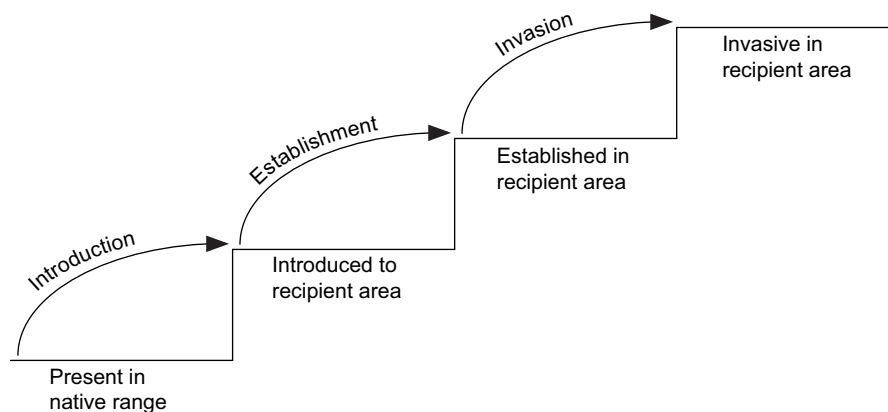 Invasion
Invasive in
recipient area
Establishment
Established in
recipient area
Introduction
Introduced to
recipient area
Present in
native range